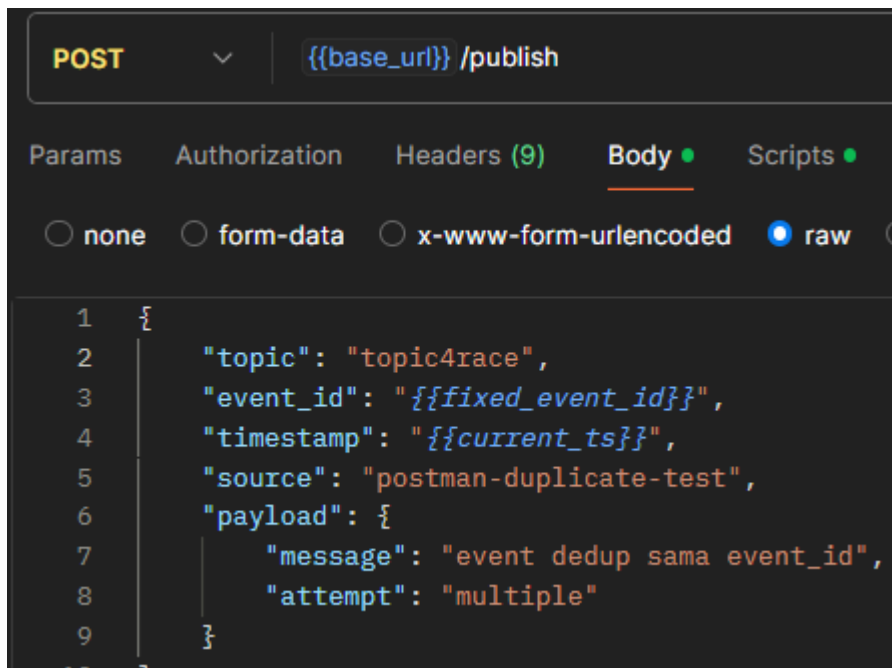 POST {{base_url}} /publish
Params Authorization Headers (9) Body Scripts
none form-data x-www-form-urlencoded raw
1 {
2 "topic": "topic4race",
3 "event_id": "{{fixed_event_id}}",
4 "timestamp": "{{current_ts}}",
5 "source": "postman-duplicate-test",
6 "payload": {
7 "message": "event dedup sama event_id",
8 "attempt": "multiple"
9 }